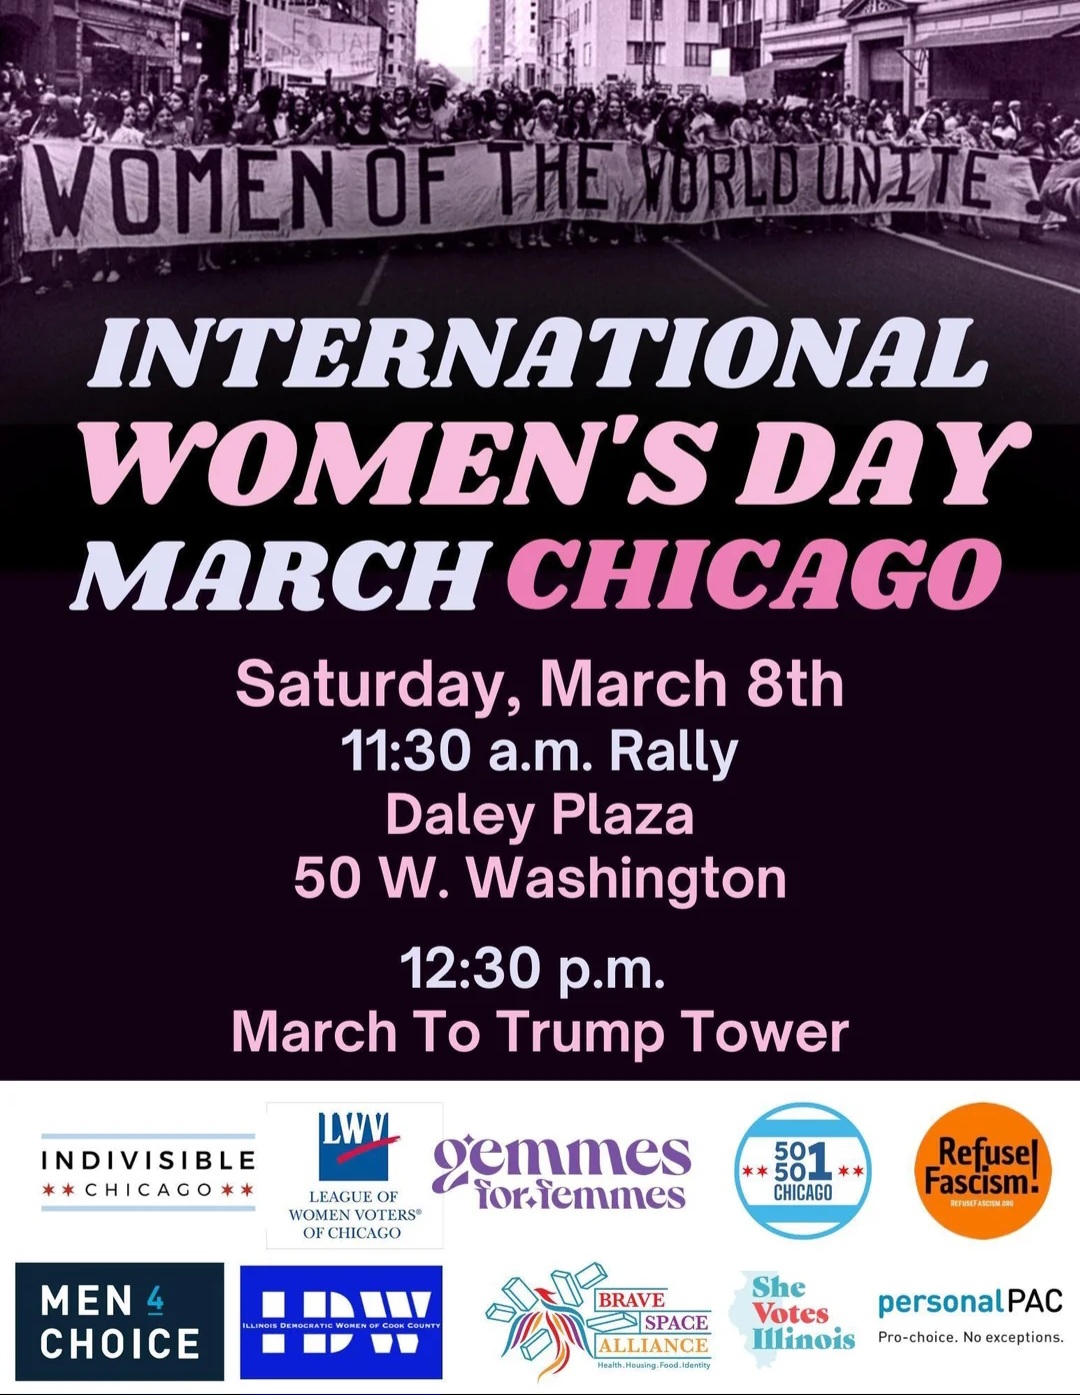 WOMEN OF THE WORLD UNITE !
INTERNATIONAL
WOMEN'S DAY
MARCH CHICAGO
Saturday, March 8th
11:30 a.m. Rally
Daley Plaza
50 W. Washington
12:30 p.m.
March To Trump Tower
INDIVISIBLE
CHICAGO
LWV
LEAGUE OF
WOMEN VOTERS®
OF CHICAGO
gemmes
for femmes
50
501
CHICAGO
Refuse
Fascism!
REFUSEFASCISM.ORG
MEN 4
CHOICE
IDW
ILLINOIS DEMOCRATIC WOMEN OF COOK COUNTY
BRAVE
SPACE
ALLIANCE
Health.Housing.Food.Identity
She
Votes
Illinois
personalPAC
Pro-choice. No exceptions.